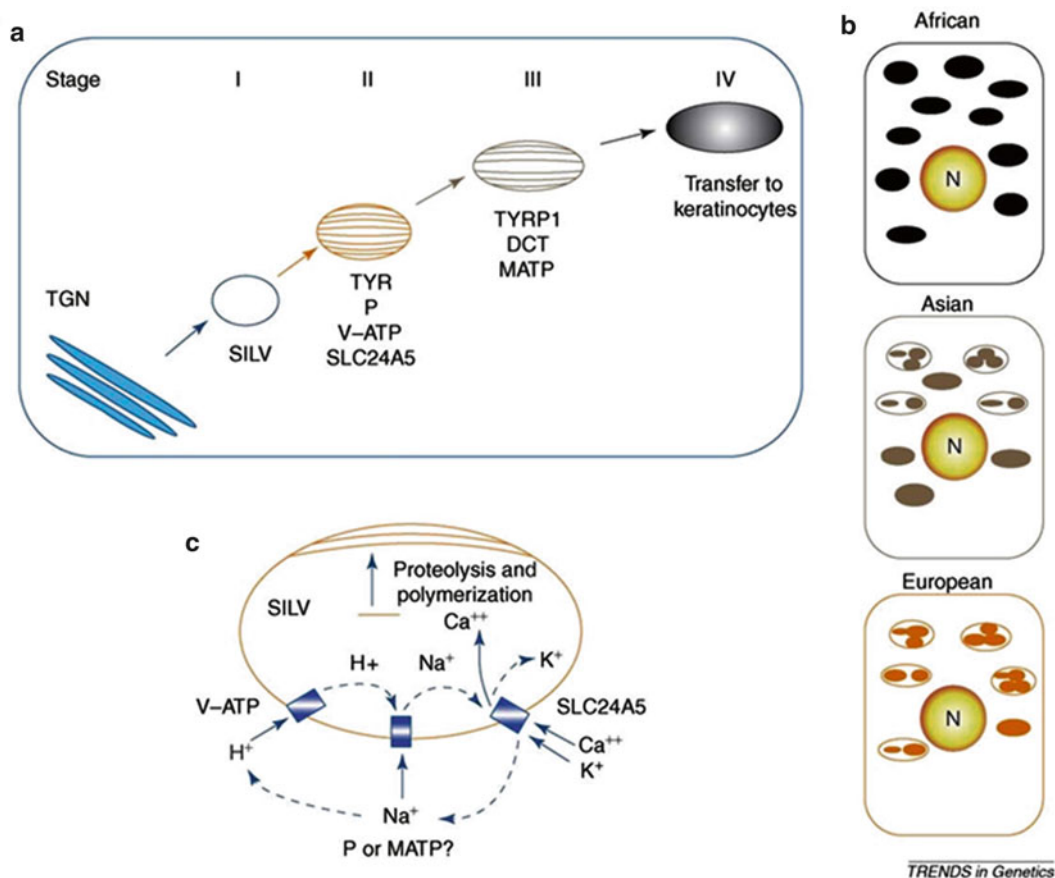 a
Stage I II III IV
TGN
SILV
TYR
P
V–ATP
SLC24A5
TYRP1
DCT
MATP
Transfer to
keratinocytes
b
African
N
Asian
N
European
N
c
SILV
Proteolysis and
polymerization
Ca++
H+
Na+
K+
V–ATP
SLC24A5
H+
Ca++
K+
Na+
P or MATP?
TRENDS in Genetics